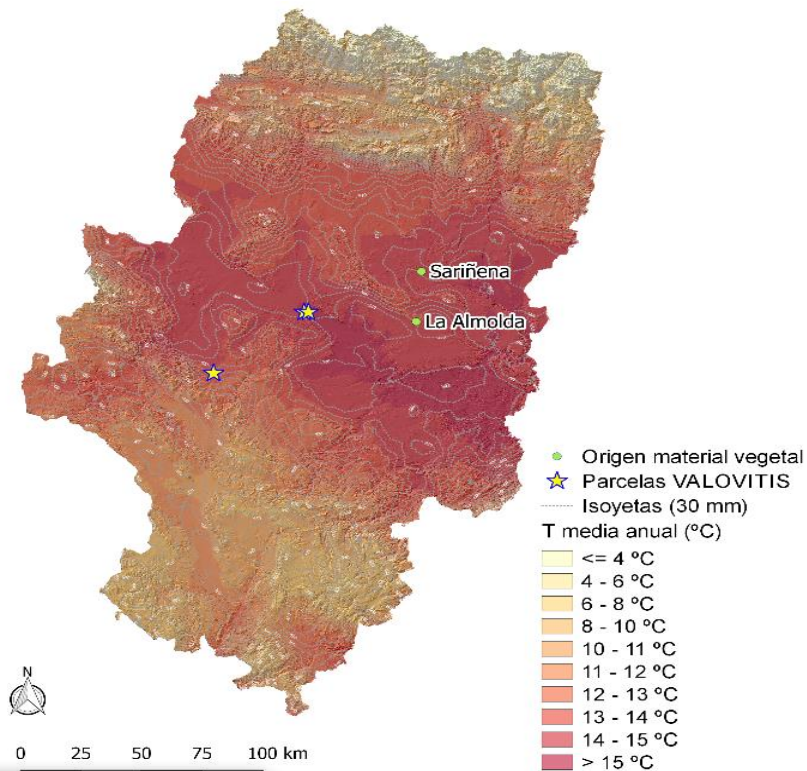 Sariñena
La Almolda
Origen material vegetal
Parcelas VALOVITIS
Isoyetas (30 mm)
T media anual (ºC)
<= 4 ºC
4 - 6 ºC
6 - 8 ºC
8 - 10 ºC
10 - 11 ºC
11 - 12 ºC
12 - 13 ºC
13 - 14 ºC
14 - 15 ºC
> 15 ºC
N
0 25 50 75 100 km